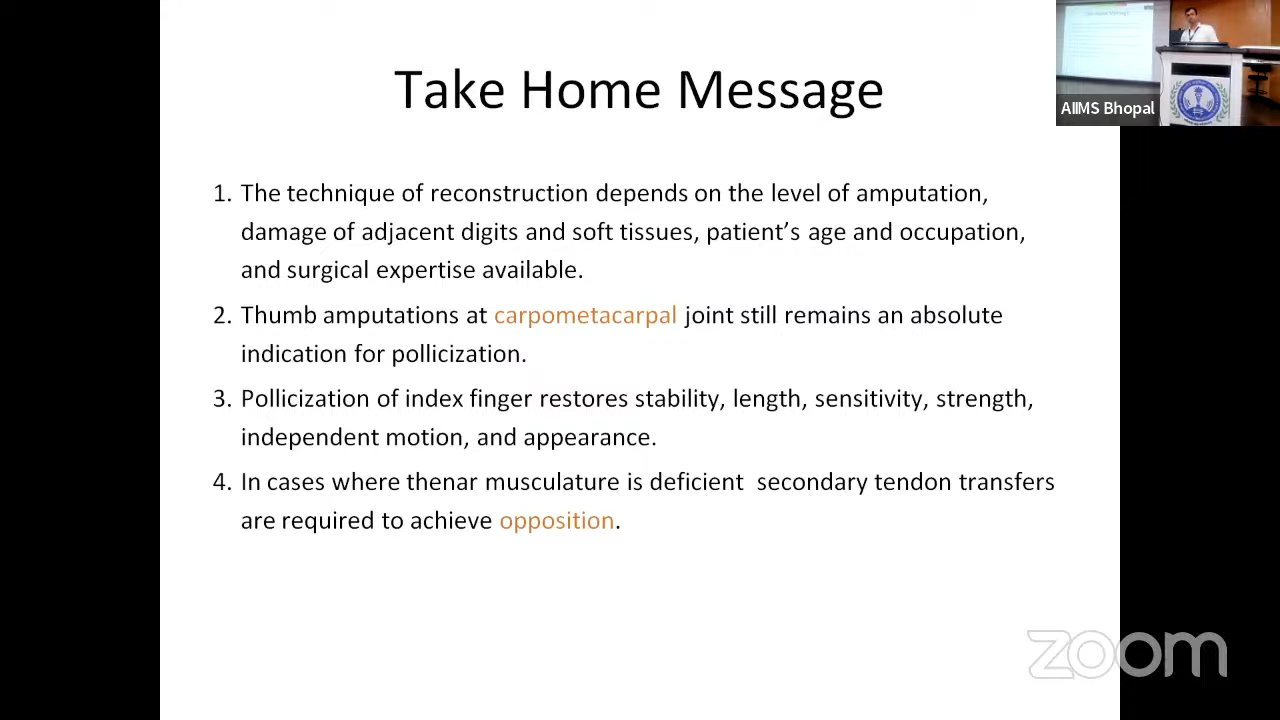 Take Home Message
AIIMS Bhopal
1. The technique of reconstruction depends on the level of amputation,
damage of adjacent digits and soft tissues, patient’s age and occupation,
and surgical expertise available.
2. Thumb amputations at carpometacarpal joint still remains an absolute
indication for pollicization.
3. Pollicization of index finger restores stability, length, sensitivity, strength,
independent motion, and appearance.
4. In cases where thenar musculature is deficient  secondary tendon transfers
are required to achieve opposition.
zoom